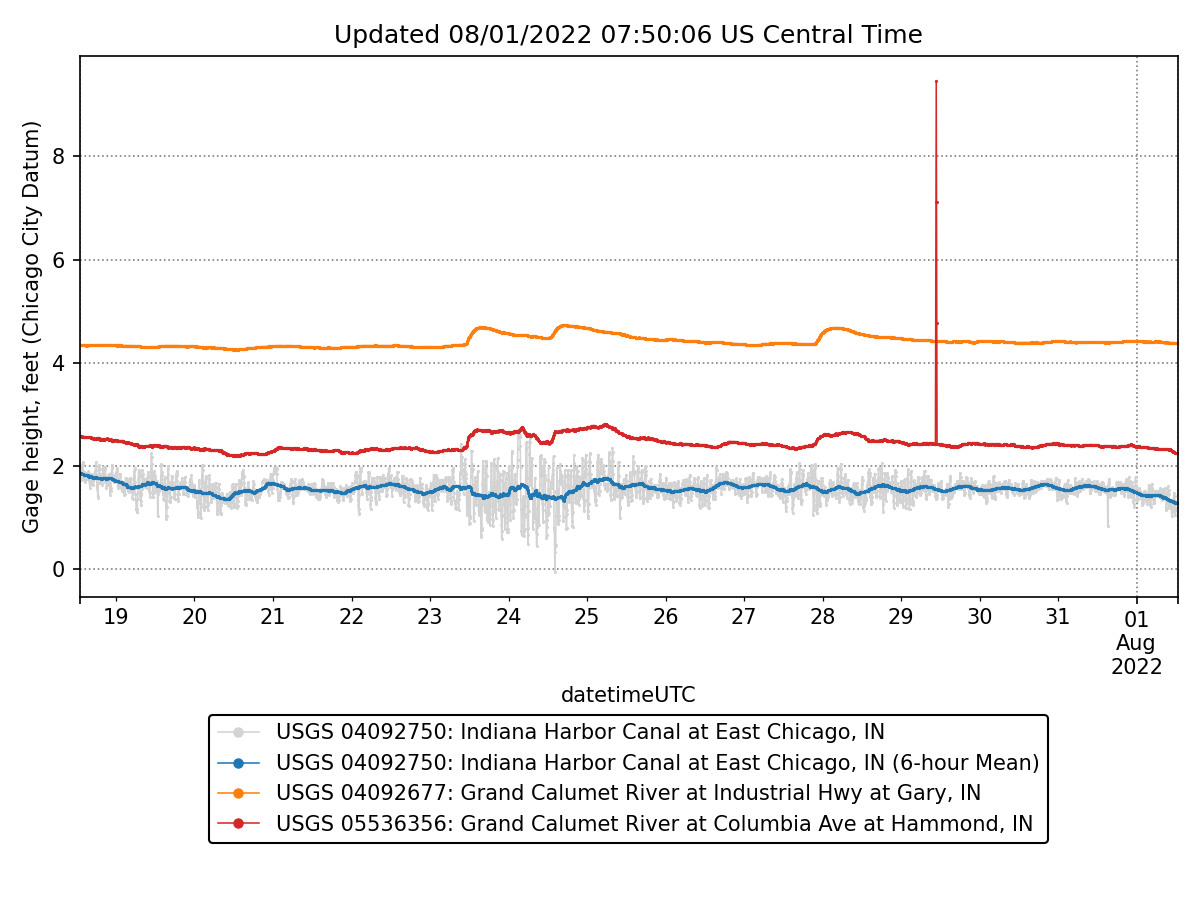 Updated 08/01/2022 07:50:06 US Central Time
Gage height, feet (Chicago City Datum)
8
6
4
2
0
19 20 21 22 23 24 25 26 27 28 29 30 31 01
Aug
2022
datetimeUTC
USGS 04092750: Indiana Harbor Canal at East Chicago, IN
USGS 04092750: Indiana Harbor Canal at East Chicago, IN (6-hour Mean)
USGS 04092677: Grand Calumet River at Industrial Hwy at Gary, IN
USGS 05536356: Grand Calumet River at Columbia Ave at Hammond, IN